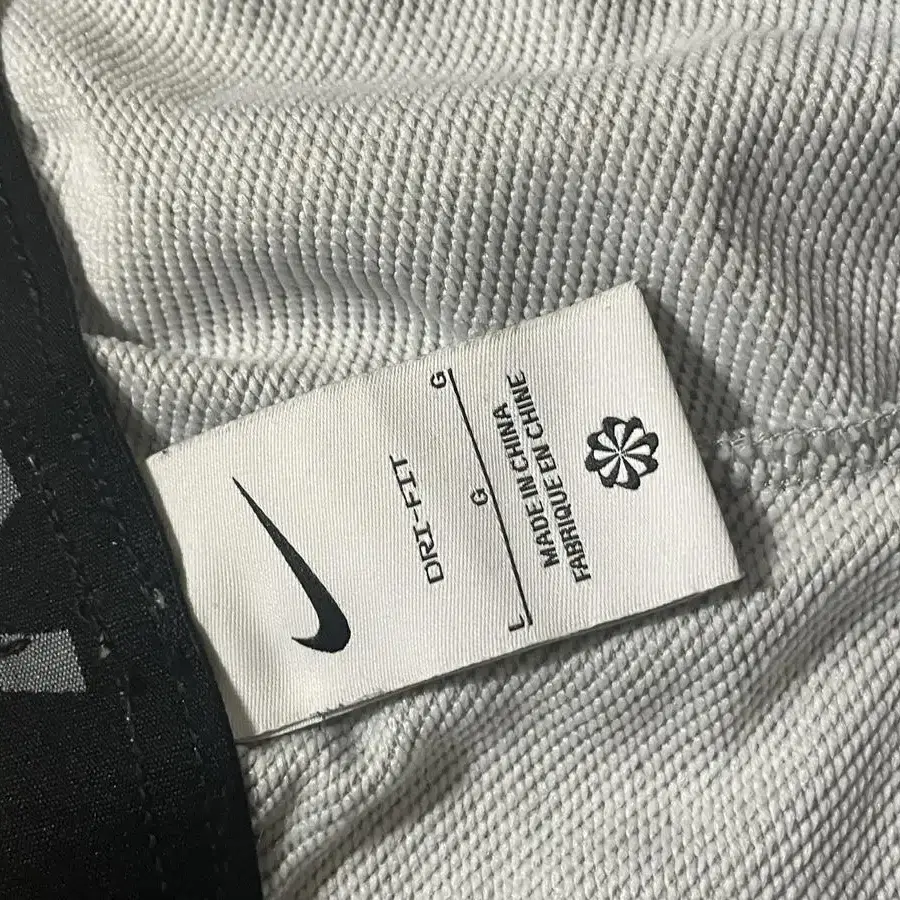 DRI-FIT
L G G
MADE IN CHINA
FABRIQUE EN CHINE